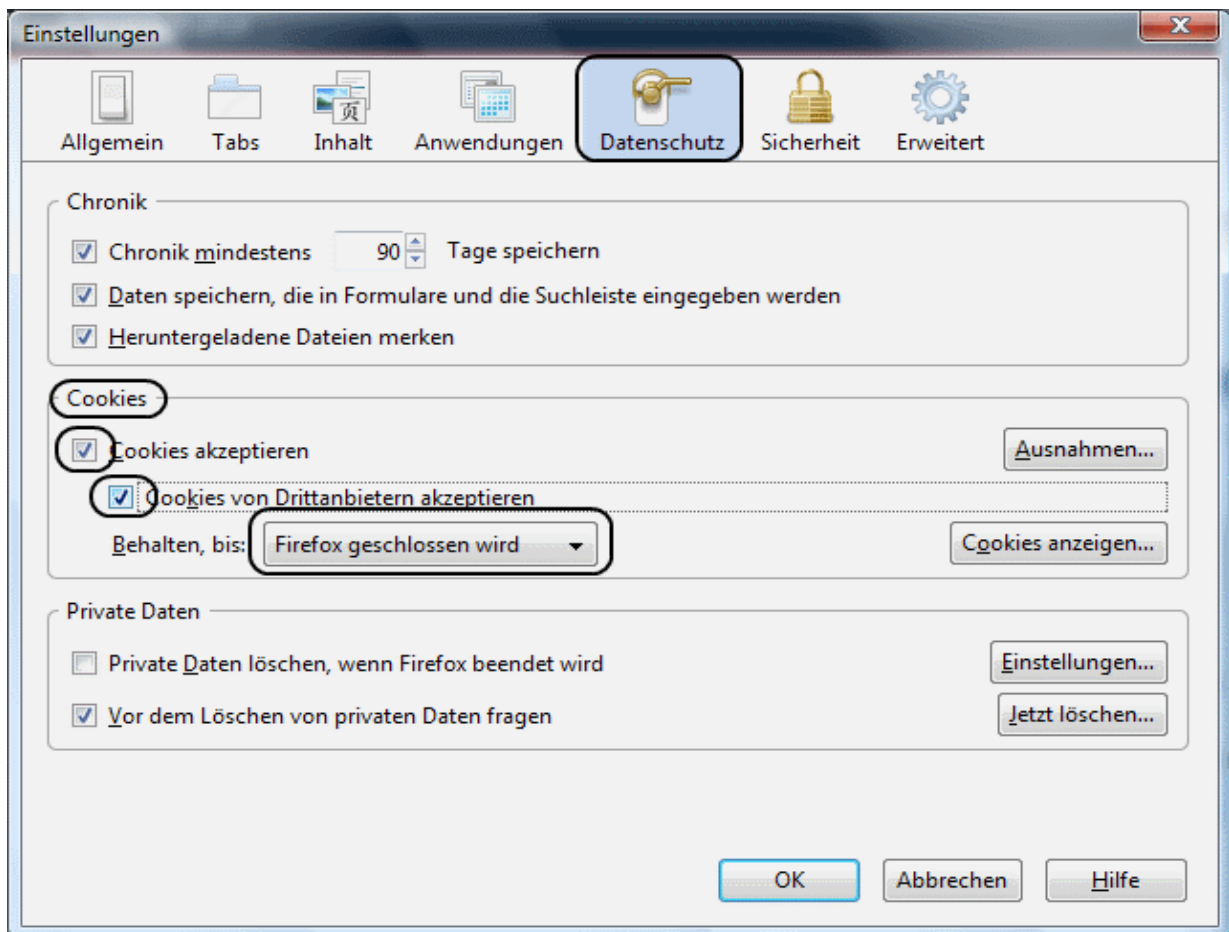 Einstellungen
Allgemein Tabs Inhalt Anwendungen Datenschutz Sicherheit Erweitert
Chronik
Chronik mindestens 90 Tage speichern
Daten speichern, die in Formulare und die Suchleiste eingegeben werden
Heruntergeladene Dateien merken
Cookies
Cookies akzeptieren Ausnahmen...
Cookies von Drittanbietern akzeptieren
Behalten, bis: Firefox geschlossen wird Cookies anzeigen...
Private Daten
Private Daten löschen, wenn Firefox beendet wird Einstellungen...
Vor dem Löschen von privaten Daten fragen Jetzt löschen...
OK Abbrechen Hilfe